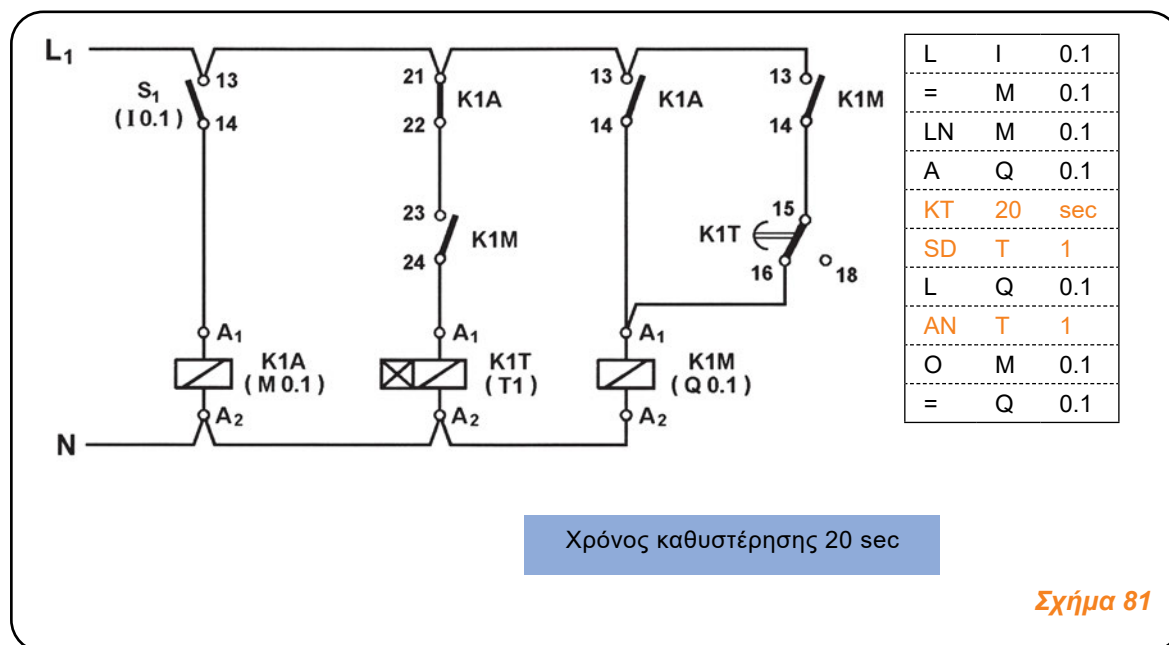 L1
13
S1
(I 0.1)
14
21
K1A
22
23
K1M
24
13
K1A
14
13
K1M
14
15
K1T
16
18
A1
K1A
(M 0.1)
A2
A1
K1T
(T1)
A2
A1
K1M
(Q 0.1)
A2
N
L I 0.1
= M 0.1
LN M 0.1
A Q 0.1
KT 20 sec
SD T 1
L Q 0.1
AN T 1
O M 0.1
= Q 0.1
Χρόνος καθυστέρησης 20 sec
Σχήμα 81